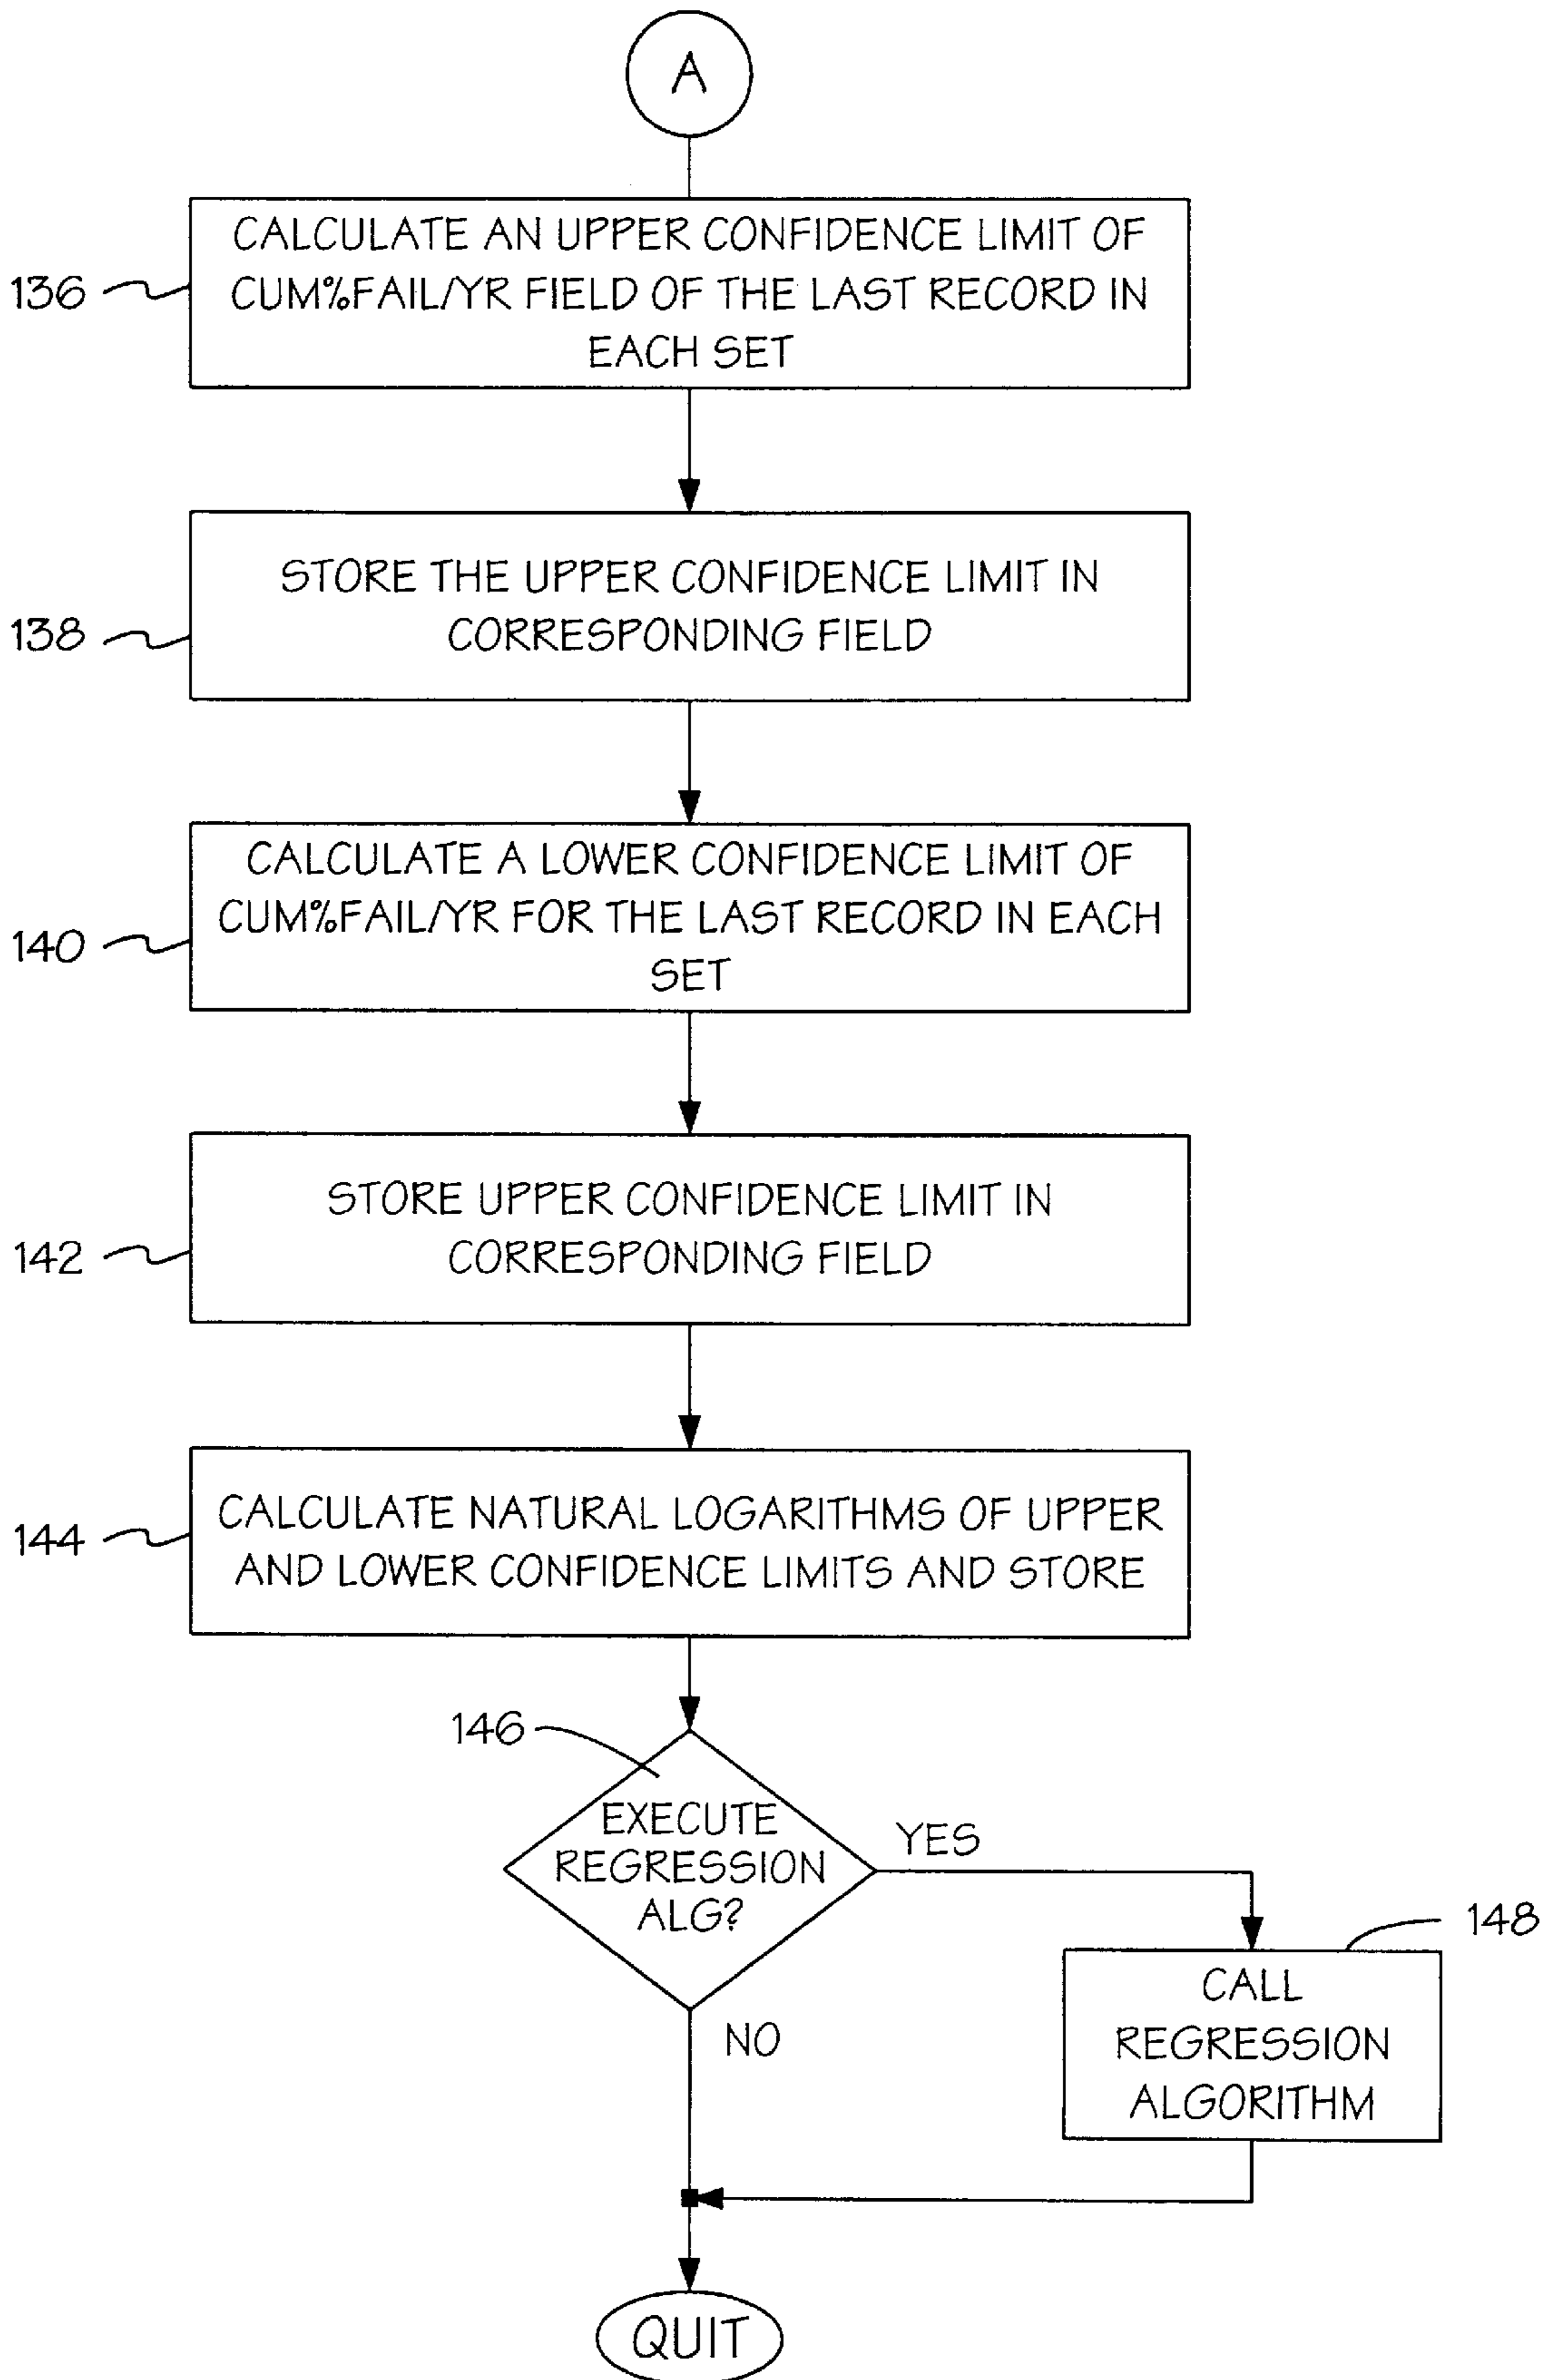 A
CALCULATE AN UPPER CONFIDENCE LIMIT OF
CUM%FAIL/YR FIELD OF THE LAST RECORD IN
EACH SET
136
STORE THE UPPER CONFIDENCE LIMIT IN
CORRESPONDING FIELD
138
CALCULATE A LOWER CONFIDENCE LIMIT OF
CUM%FAIL/YR FOR THE LAST RECORD IN EACH
SET
140
STORE UPPER CONFIDENCE LIMIT IN
CORRESPONDING FIELD
142
CALCULATE NATURAL LOGARITHMS OF UPPER
AND LOWER CONFIDENCE LIMITS AND STORE
144
146
EXECUTE
REGRESSION
ALG?
YES
NO
148
CALL
REGRESSION
ALGORITHM
QUIT